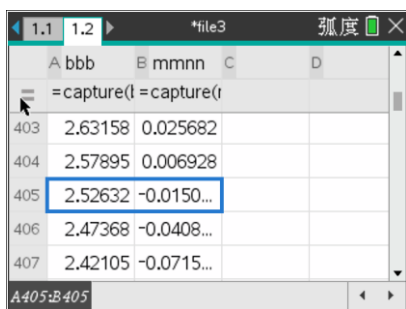 1.1 1.2 *file3 弧度
A bbb B mmnn C D
= =capture(l =capture(r
403 2.63158 0.025682
404 2.57895 0.006928
405 2.52632 -0.0150...
406 2.47368 -0.0408...
407 2.42105 -0.0715...
A405:B405